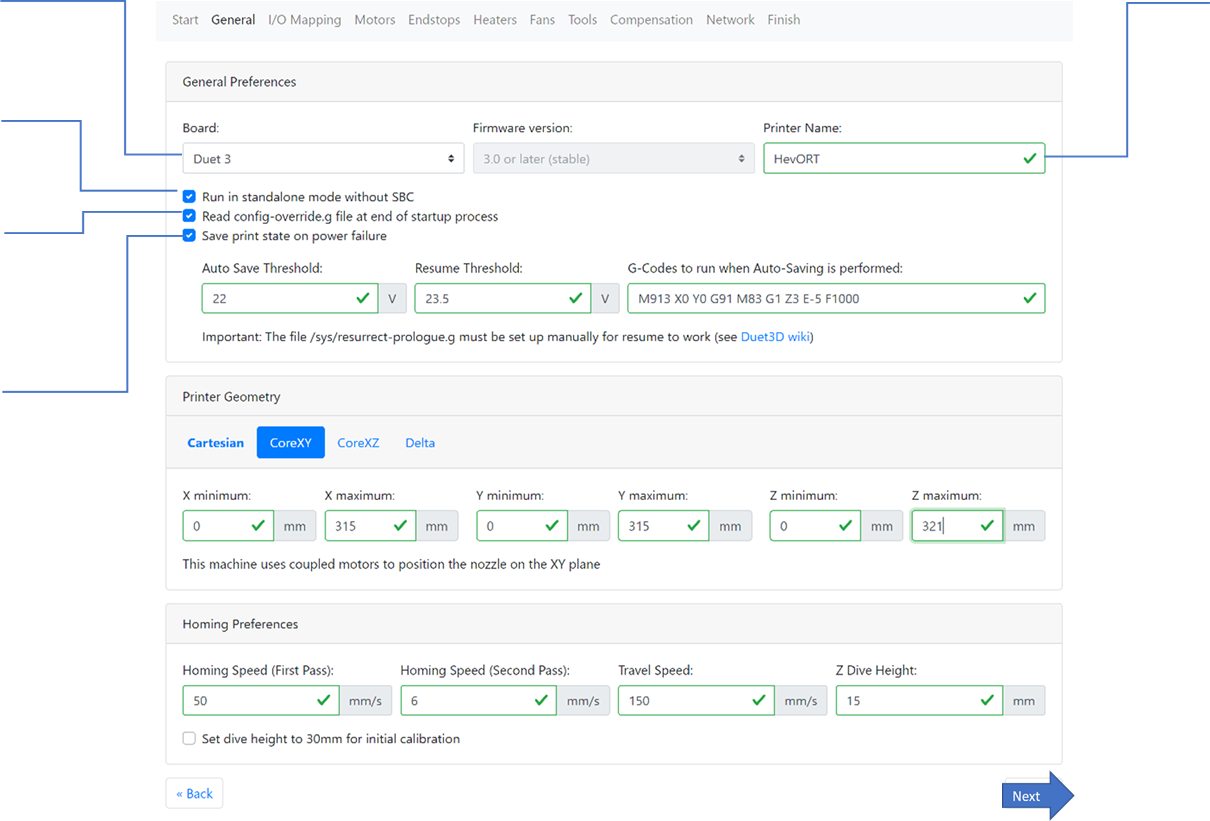 Start General I/O Mapping Motors Endstops Heaters Fans Tools Compensation Network Finish
General Preferences
Board: Firmware version: Printer Name:
Duet 3 3.0 or later (stable) HevORT
Run in standalone mode without SBC
Read config-override.g file at end of startup process
Save print state on power failure
Auto Save Threshold: Resume Threshold: G-Codes to run when Auto-Saving is performed:
22 V 23.5 V M913 X0 Y0 G91 M83 G1 Z3 E-5 F1000
Important: The file /sys/resurrect-prologue.g must be set up manually for resume to work (see Duet3D wiki)
Printer Geometry
Cartesian CoreXY CoreXZ Delta
X minimum: X maximum: Y minimum: Y maximum: Z minimum: Z maximum:
0 mm 315 mm 0 mm 315 mm 0 mm 321 mm
This machine uses coupled motors to position the nozzle on the XY plane
Homing Preferences
Homing Speed (First Pass): Homing Speed (Second Pass): Travel Speed: Z Dive Height:
50 mm/s 6 mm/s 150 mm/s 15 mm
Set dive height to 30mm for initial calibration
« Back Next